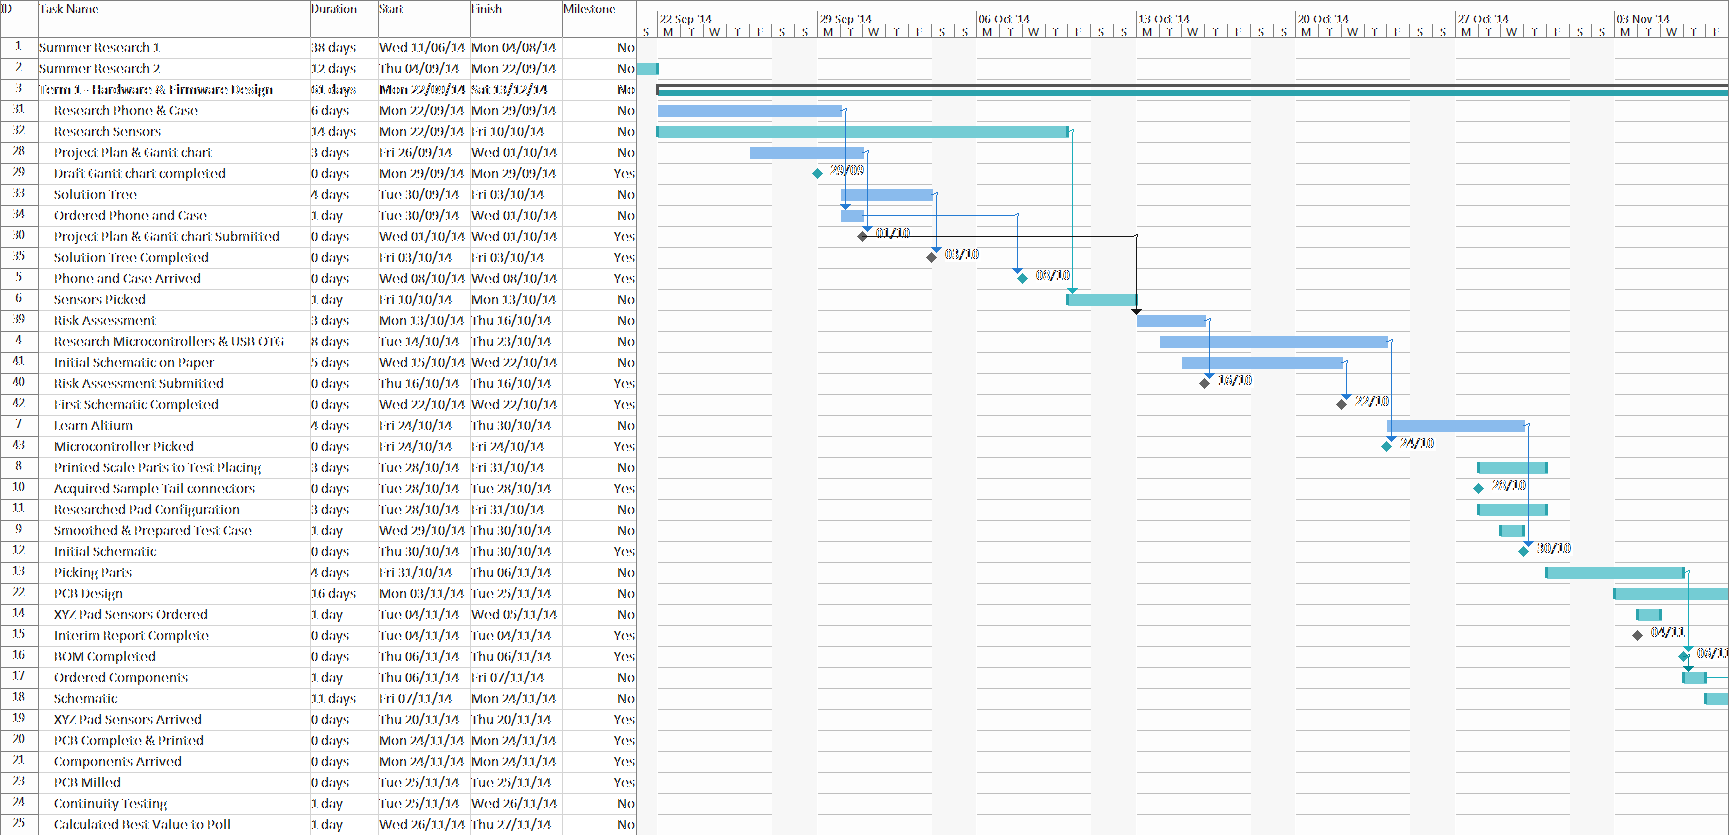 ID Task Name Duration Start Finish Milestone
22 Sep '14 29 Sep '14 06 Oct '14 13 Oct '14 20 Oct '14 27 Oct '14 03 Nov '14
S M T W T F S S M T W T F S S M T W T F S S M T W T F S S M T W T F S S M T W T F S S M T W T F
1 Summer Research 1 38 days Wed 11/06/14 Mon 04/08/14 No
2 Summer Research 2 12 days Thu 04/09/14 Mon 22/09/14 No
3 Term 1 - Hardware & Firmware Design 61 days Mon 22/09/14 Sat 13/12/14 No
31 Research Phone & Case 6 days Mon 22/09/14 Mon 29/09/14 No
32 Research Sensors 14 days Mon 22/09/14 Fri 10/10/14 No
28 Project Plan & Gantt chart 3 days Fri 26/09/14 Wed 01/10/14 No
29 Draft Gantt chart completed 0 days Mon 29/09/14 Mon 29/09/14 Yes 29/09
33 Solution Tree 4 days Tue 30/09/14 Fri 03/10/14 No
34 Ordered Phone and Case 1 day Tue 30/09/14 Wed 01/10/14 No
30 Project Plan & Gantt chart Submitted 0 days Wed 01/10/14 Wed 01/10/14 Yes 01/10
35 Solution Tree Completed 0 days Fri 03/10/14 Fri 03/10/14 Yes 03/10
5 Phone and Case Arrived 0 days Wed 08/10/14 Wed 08/10/14 Yes 08/10
6 Sensors Picked 1 day Fri 10/10/14 Mon 13/10/14 No
39 Risk Assessment 3 days Mon 13/10/14 Thu 16/10/14 No
4 Research Microcontrollers & USB OTG 8 days Tue 14/10/14 Thu 23/10/14 No
41 Initial Schematic on Paper 5 days Wed 15/10/14 Wed 22/10/14 No
40 Risk Assessment Submitted 0 days Thu 16/10/14 Thu 16/10/14 Yes 16/10
42 First Schematic Completed 0 days Wed 22/10/14 Wed 22/10/14 Yes 22/10
7 Learn Altium 4 days Fri 24/10/14 Thu 30/10/14 No
43 Microcontroller Picked 0 days Fri 24/10/14 Fri 24/10/14 Yes 24/10
8 Printed Scale Parts to Test Placing 3 days Tue 28/10/14 Fri 31/10/14 No
10 Acquired Sample Tail connectors 0 days Tue 28/10/14 Tue 28/10/14 Yes 28/10
11 Researched Pad Configuration 3 days Tue 28/10/14 Fri 31/10/14 No
9 Smoothed & Prepared Test Case 1 day Wed 29/10/14 Thu 30/10/14 No
12 Initial Schematic 0 days Thu 30/10/14 Thu 30/10/14 Yes 30/10
13 Picking Parts 4 days Fri 31/10/14 Thu 06/11/14 No
22 PCB Design 16 days Mon 03/11/14 Tue 25/11/14 No
14 XYZ Pad Sensors Ordered 1 day Tue 04/11/14 Wed 05/11/14 No
15 Interim Report Complete 0 days Tue 04/11/14 Tue 04/11/14 Yes 04/11
16 BOM Completed 0 days Thu 06/11/14 Thu 06/11/14 Yes 06/11
17 Ordered Components 1 day Thu 06/11/14 Fri 07/11/14 No
18 Schematic 11 days Fri 07/11/14 Mon 24/11/14 No
19 XYZ Pad Sensors Arrived 0 days Thu 20/11/14 Thu 20/11/14 Yes
20 PCB Complete & Printed 0 days Mon 24/11/14 Mon 24/11/14 Yes
21 Components Arrived 0 days Mon 24/11/14 Mon 24/11/14 Yes
23 PCB Milled 0 days Tue 25/11/14 Tue 25/11/14 Yes
24 Continuity Testing 1 day Tue 25/11/14 Wed 26/11/14 No
25 Calculated Best Value to Poll 1 day Wed 26/11/14 Thu 27/11/14 No